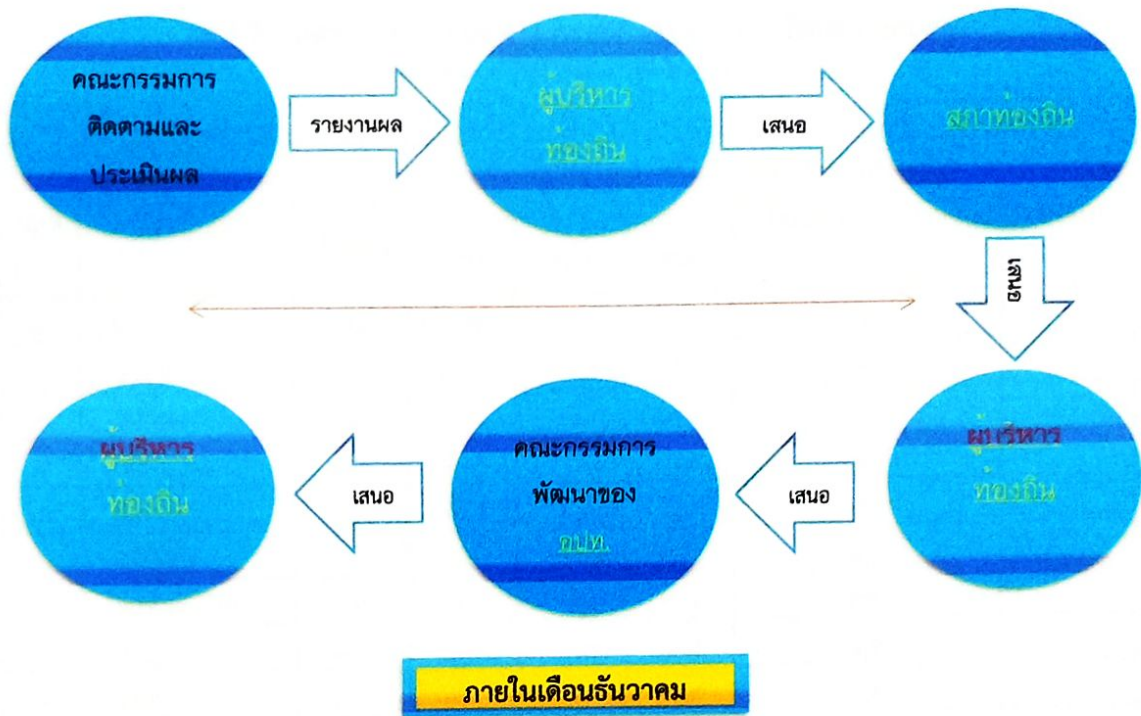 คณะกรรมการ
ติดตามและ
ประเมินผล
รายงานผล
ผู้บริหาร
ท้องถิ่น
เสนอ
สภาท้องถิ่น
เสนอ
ผู้บริหาร
ท้องถิ่น
เสนอ
คณะกรรมการ
พัฒนาของ
อปท.
เสนอ
ผู้บริหาร
ท้องถิ่น
ภายในเดือนธันวาคม